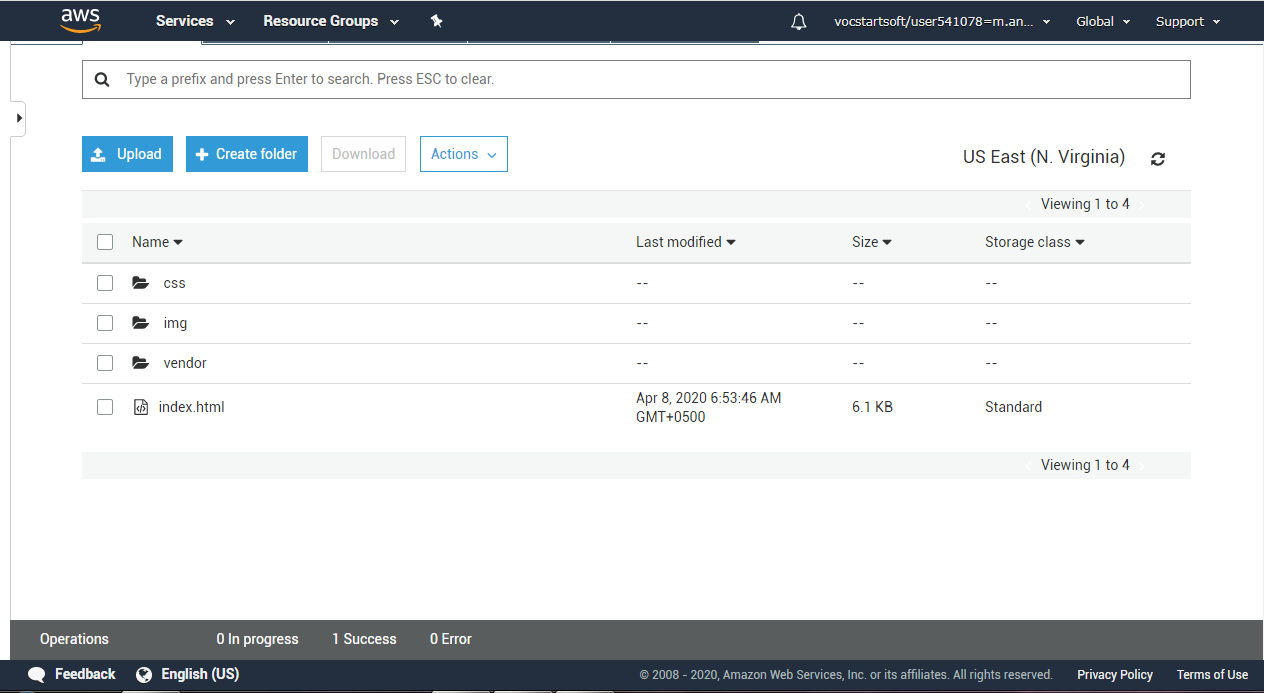 aws Services Resource Groups vocstartsoft/user541078=m.an... Global Support
Type a prefix and press Enter to search. Press ESC to clear.
Upload Create folder Download Actions US East (N. Virginia)
Viewing 1 to 4
Name Last modified Size Storage class
css -- -- --
img -- -- --
vendor -- -- --
index.html Apr 8, 2020 6:53:46 AM GMT+0500 6.1 KB Standard
Viewing 1 to 4
Operations 0 In progress 1 Success 0 Error
Feedback English (US) © 2008 - 2020, Amazon Web Services, Inc. or its affiliates. All rights reserved. Privacy Policy Terms of Use